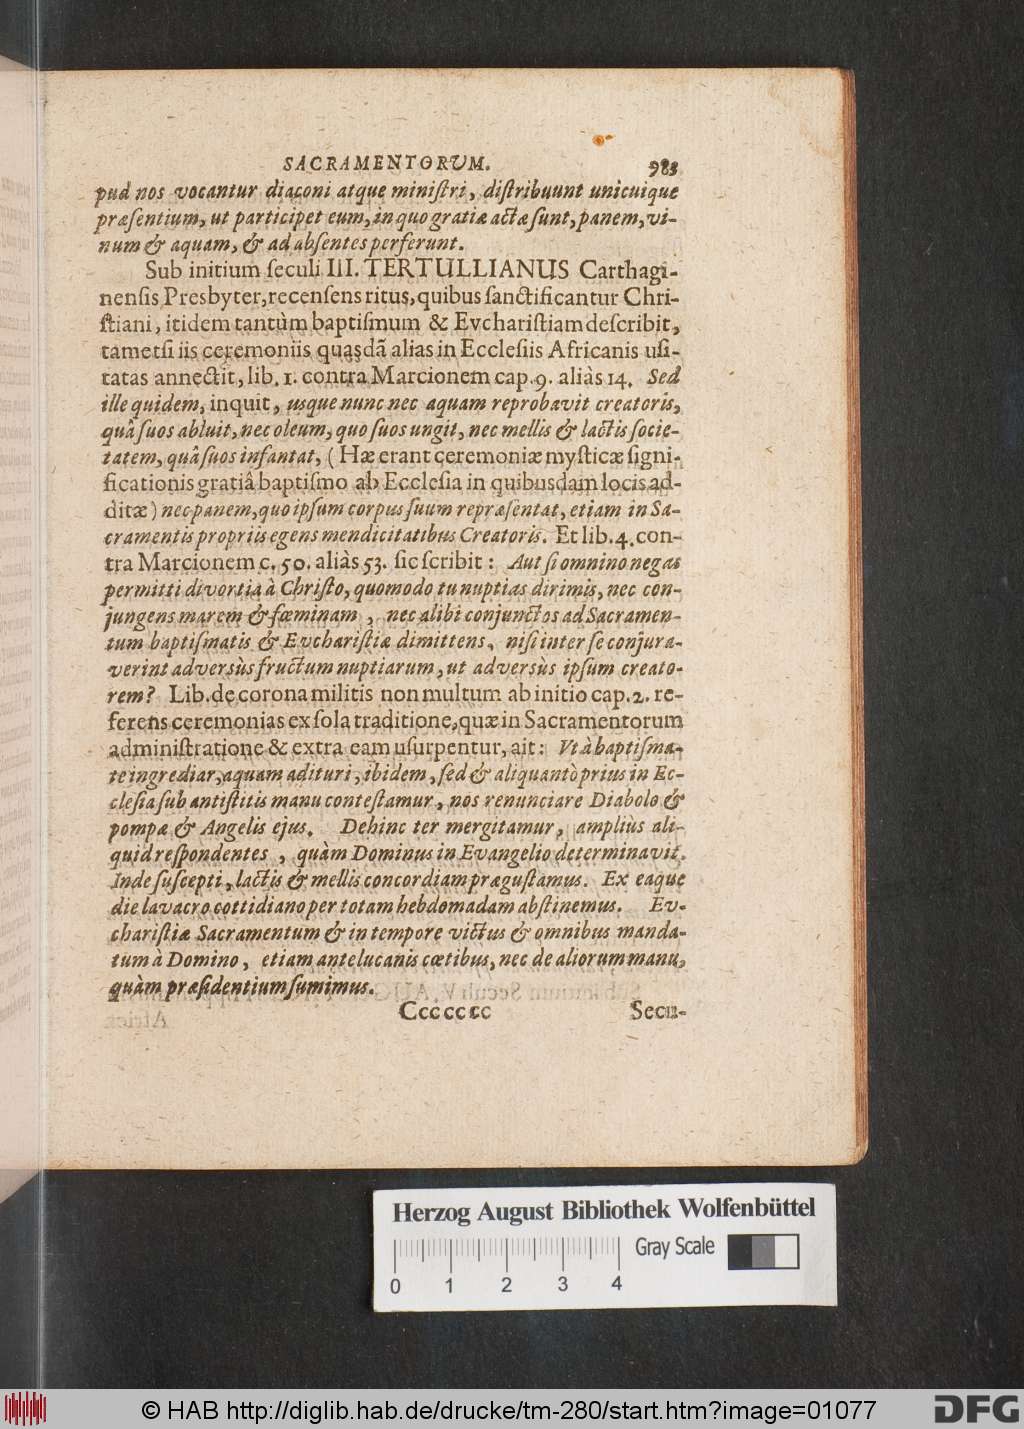 SACRAMENTORUM. 983
pud nos vocantur diaconi atque miniſtri, diſtribuunt unicuique
præſentium, ut participet eum, in quo gratiæ actæ ſunt, panem, vi-
num & aquam, & ad abſentes perferunt.
Sub initium ſeculi III. TERTULLIANUS Carthagi-
nenſis Presbyter, recenſens ritus, quibus ſanctificantur Chri-
ſtiani, itidem tantùm baptiſmum & Evchariſtiam deſcribit,
tametſi iis ceremoniis quaſdã alias in Eccleſiis Africanis uſi-
tatas annectit, lib. 1. contra Marcionem cap. 9. aliàs 14. Sed
ille quidem, inquit, usque nunc nec aquam reprobavit creatoris,
quâ ſuos abluit, nec oleum, quo ſuos ungit, nec mellis & lactis ſocie-
tatem, quâ ſuos infantat, (Hæ erant ceremoniæ myſticæ ſigni-
ficationis gratiâ baptiſmo ab Eccleſia in quibusdam locis ad-
ditæ) nec panem, quo ipſum corpus ſuum repræſentat, etiam in Sa-
cramentis propriis egens mendicitatibus Creatoris. Et lib. 4. con-
tra Marcionem c. 50. aliàs 53. ſic ſcribit: Aut ſi omnino negas
permitti divortia à Chriſto, quomodo tu nuptias dirimis, nec con-
jungens marem & fœminam, nec alibi conjunctos ad Sacramen-
tum baptiſmatis & Evchariſtiæ dimittens, niſi inter ſe conjura-
verint adversùs fructum nuptiarum, ut adversùs ipſum creato-
rem? Lib. de corona militis non multum ab initio cap. 2. re-
ferens ceremonias ex ſola traditione, quæ in Sacramentorum
adminiſtratione & extra eam uſurpentur, ait: Vt à baptiſma-
te ingrediar, aquam adituri, ibidem, ſed & aliquantò prius in Ec-
cleſia ſub antiſtitis manu conteſtamur, nos renunciare Diabolo &
pompæ & Angelis ejus. Dehinc ter mergitamur, amplius ali-
quid reſpondentes, quàm Dominus in Evangelio determinavit.
Inde ſuſcepti, lactis & mellis concordiam prægustamus. Ex eaque
die lavacro cottidiano per totam hebdomadam abſtinemus. Ev-
chariſtiæ Sacramentum & in tempore victus & omnibus manda-
tum à Domino, etiam antelucanis cœtibus, nec de aliorum manu,
quàm præſidentium ſumimus.
Ccc ccc cc Secu-
Herzog August Bibliothek Wolfenbüttel
Gray Scale
0 1 2 3 4
© HAB http://diglib.hab.de/drucke/tm-280/start.htm?image=01077
DFG